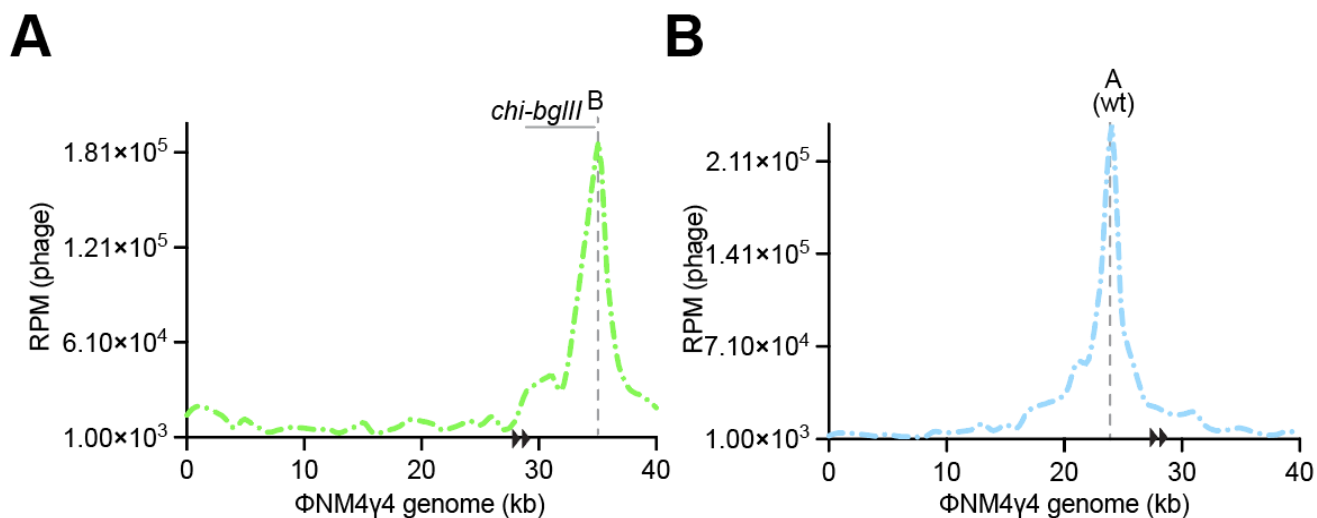 A
chi-bglII B
RPM (phage)
1.81×10⁵
1.21×10⁵
6.10×10⁴
1.00×10³
0 10 20 30 40
ΦNM4γ4 genome (kb)
B
A
(wt)
RPM (phage)
2.11×10⁵
1.41×10⁵
7.10×10⁴
1.00×10³
0 10 20 30 40
ΦNM4γ4 genome (kb)